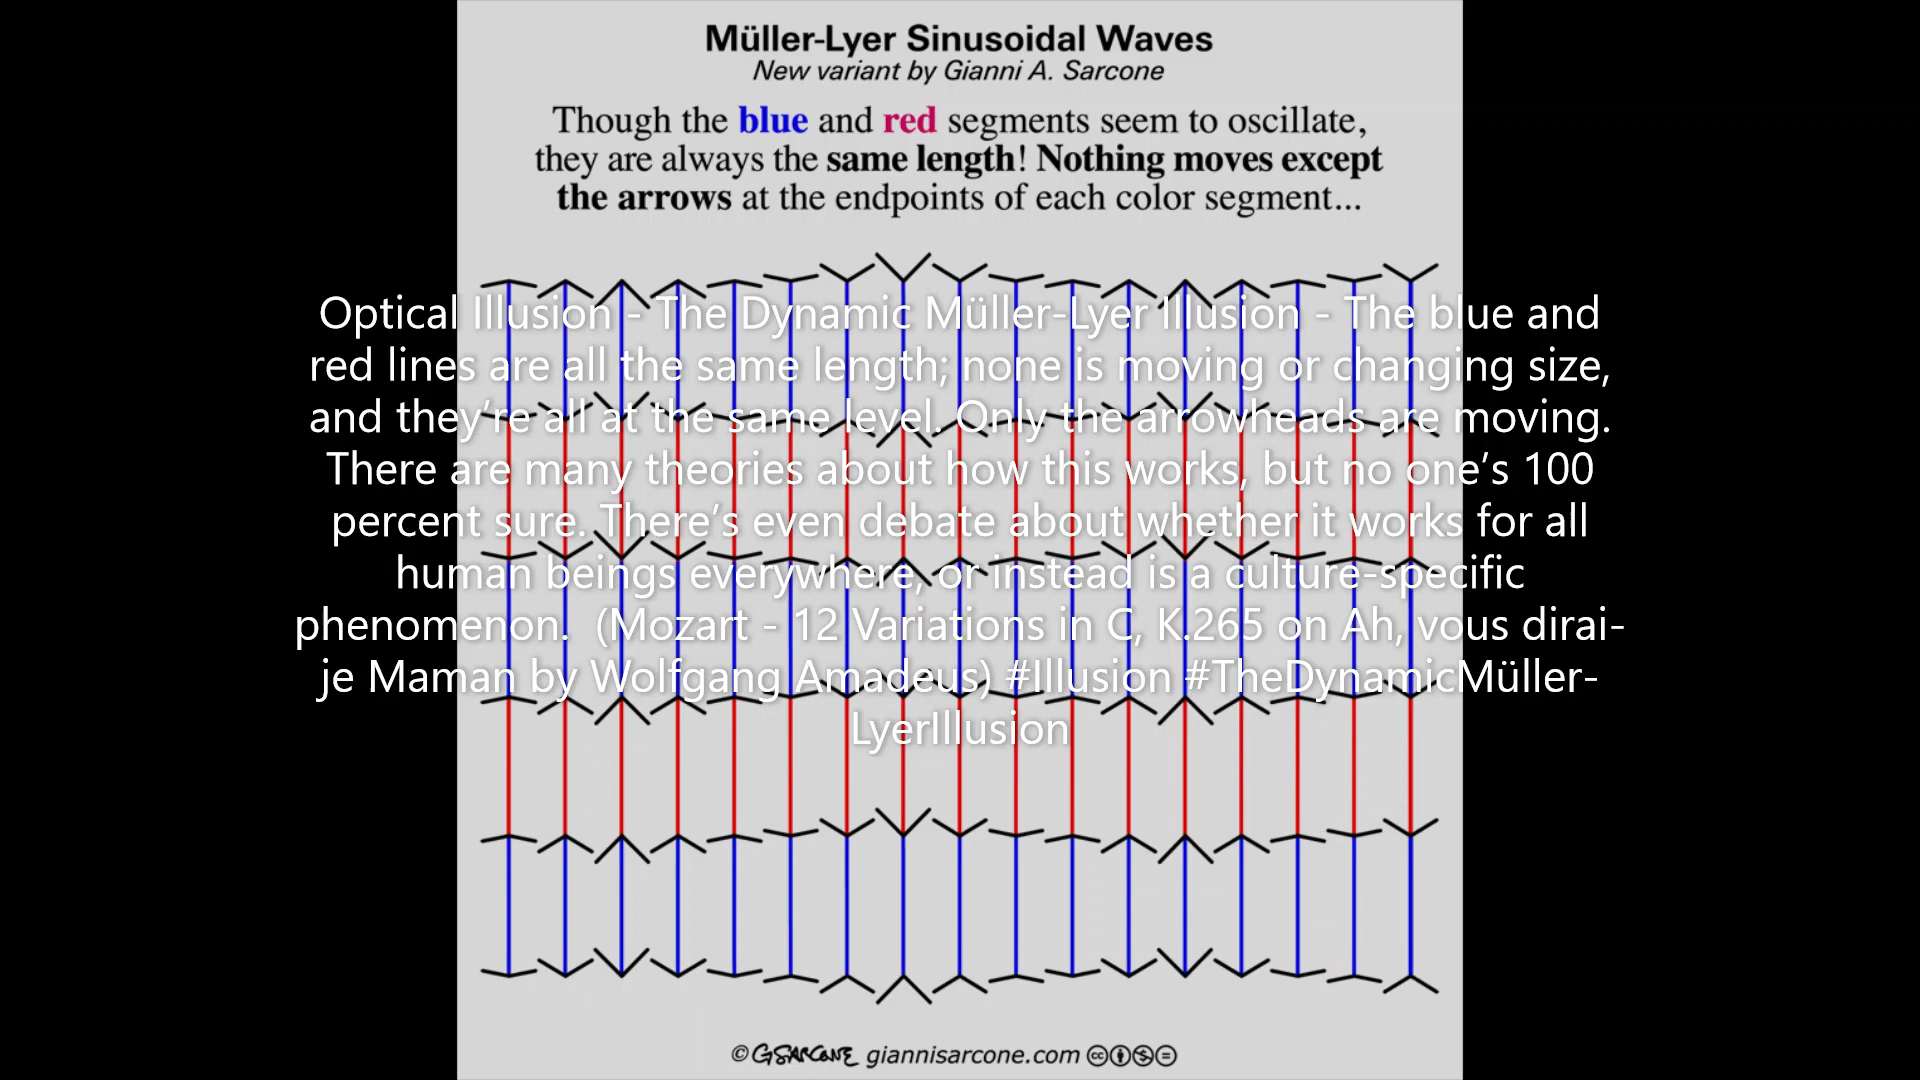 Müller-Lyer Sinusoidal Waves
New variant by Gianni A. Sarcone
Though the blue and red segments seem to oscillate,
they are always the same length! Nothing moves except
the arrows at the endpoints of each color segment...
Optical Illusion - The Dynamic Müller-Lyer Illusion - The blue and
red lines are all the same length; none is moving or changing size,
and they’re all at the same level. Only the arrowheads are moving.
There are many theories about how this works, but no one’s 100
percent sure. There’s even debate about whether it works for all
human beings everywhere, or instead is a culture-specific
phenomenon.  (Mozart - 12 Variations in C, K.265 on Ah, vous dirai-
je Maman by Wolfgang Amadeus) #Illusion #TheDynamicMüller-
LyerIllusion
© GSARCONE giannisarcone.com